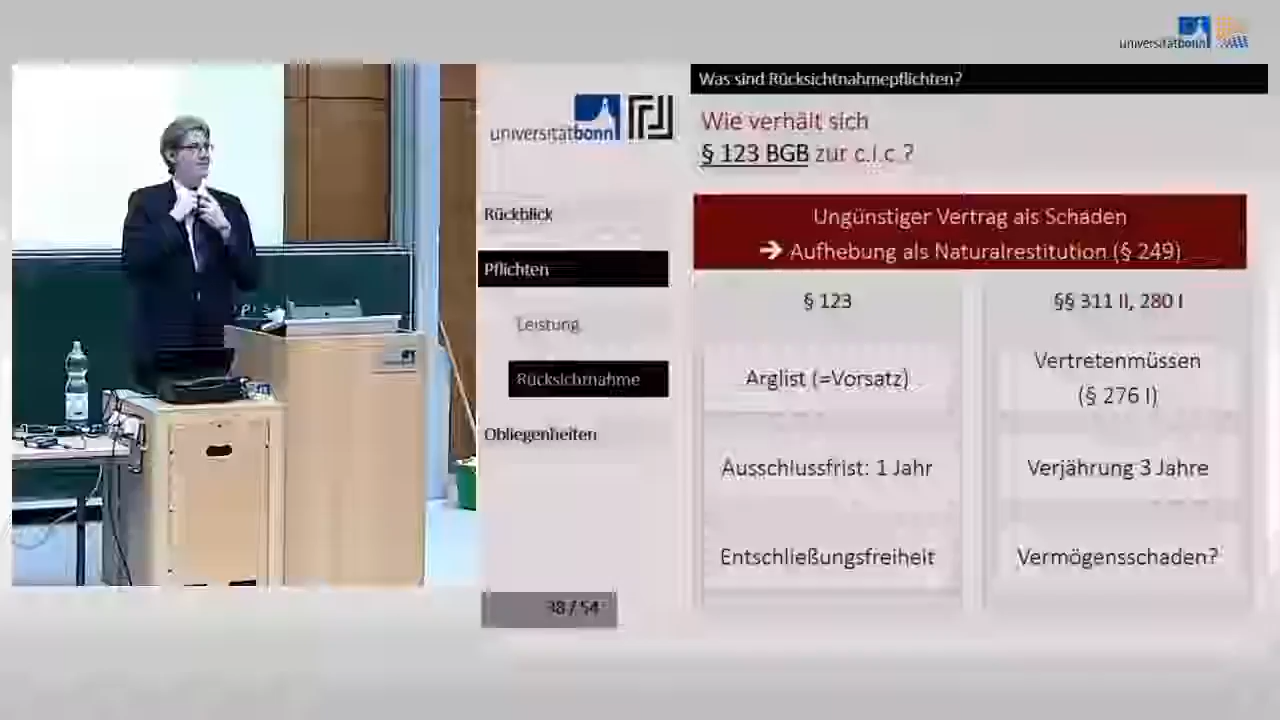 universitätbonn
Was sind Rücksichtnahmepflichten?
universitätbonn
Wie verhält sich
§ 123 BGB zur c.i.c.?
Rückblick
Pflichten
Leistung
Rücksichtnahme
Obliegenheiten
38 / 54
Ungünstiger Vertrag als Schaden
➔ Aufhebung als Naturalrestitution (§ 249)
§ 123
§§ 311 II, 280 I
Arglist (=Vorsatz)
Vertretenmüssen
(§ 276 I)
Ausschlussfrist: 1 Jahr
Verjährung 3 Jahre
Entschließungsfreiheit
Vermögensschaden?